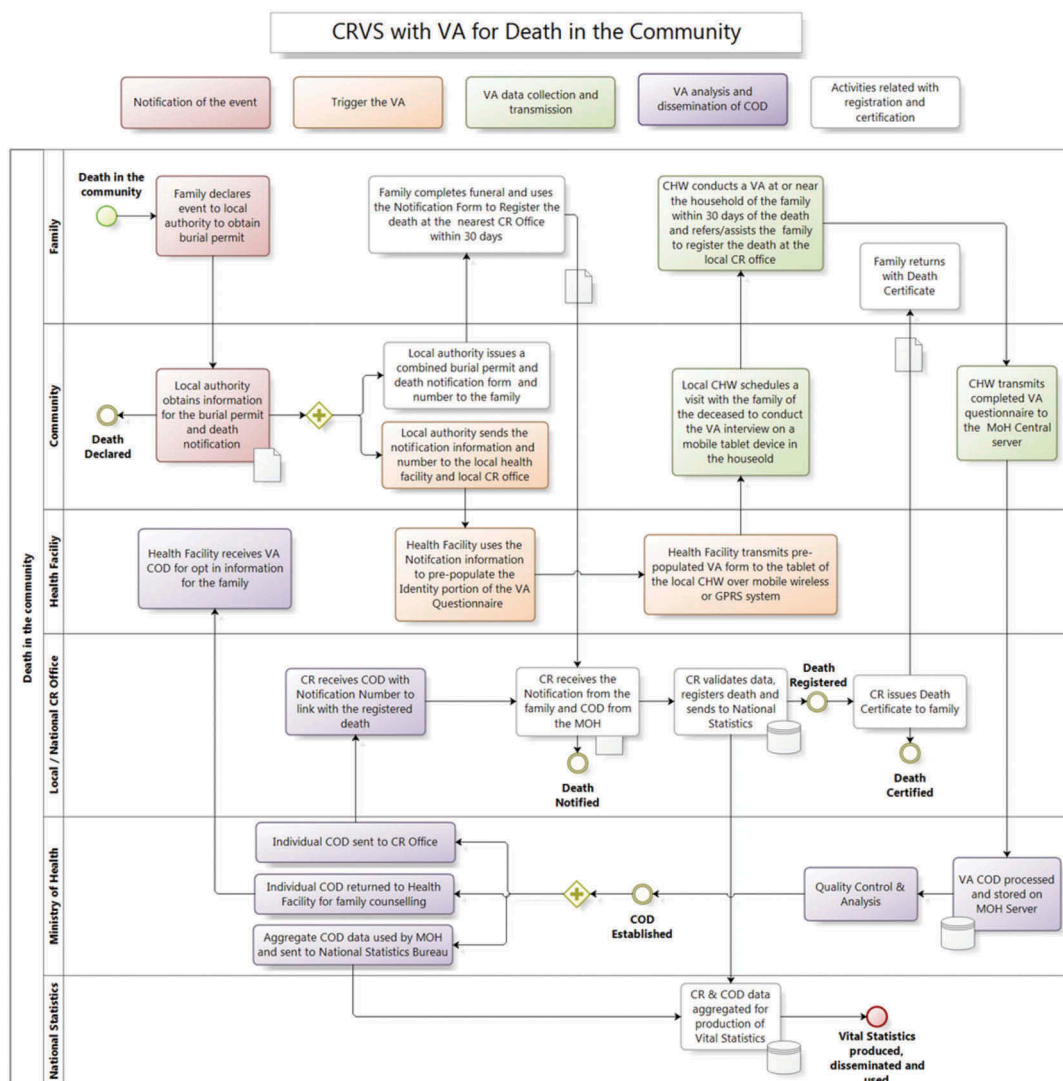 CRVS with VA for Death in the Community
Notification of the event
Trigger the VA
VA data collection and
transmission
VA analysis and
dissemination of COD
Activities related with
registration and
certification
Death in the community
Family
Death in the
community
Family declares
event to local
authority to obtain
burial permit
Family completes funeral and uses
the Notification Form to Register the
death at the nearest CR Office
within 30 days
CHW conducts a VA at or near
the household of the family
within 30 days of the death
and refers/assists the family
to register the death at the
local CR office
Family returns
with Death
Certificate
Community
Death
Declared
Local authority
obtains information
for the burial permit
and death
notification
Local authority issues a
combined burial permit and
death notification form and
number to the family
Local authority sends the
notification information and
number to the local health
facility and local CR office
Local CHW schedules a
visit with the family of
the deceased to conduct
the VA interview on a
mobile tablet device in
the houseold
CHW transmits
completed VA
questionnaire to
the MoH Central
server
Health Faciliy
Health Facility receives VA
COD for opt in information
for the family
Health Facility uses the
Notifcation information
to pre-populate the
Identity portion of the VA
Questionnaire
Health Facility transmits pre-
populated VA form to the tablet of
the local CHW over mobile wireless
or GPRS system
Local / National CR Office
CR receives COD with
Notification Number to
link with the registered
death
CR receives the
Notification from the
family and COD from
the MOH
Death
Notified
CR validates data,
registers death and
sends to National
Statistics
Death
Registered
CR issues Death
Certificate to family
Death
Certified
Ministry of Health
Individual COD sent to CR Office
Individual COD returned to Health
Facility for family counselling
Aggregate COD data used by MOH
and sent to National Statistics Bureau
COD
Established
Quality Control &
Analysis
VA COD processed
and stored on
MOH Server
National Statistics
CR & COD data
aggregated for
production of
Vital Statistics
Vital Statistics
produced,
disseminated and
used